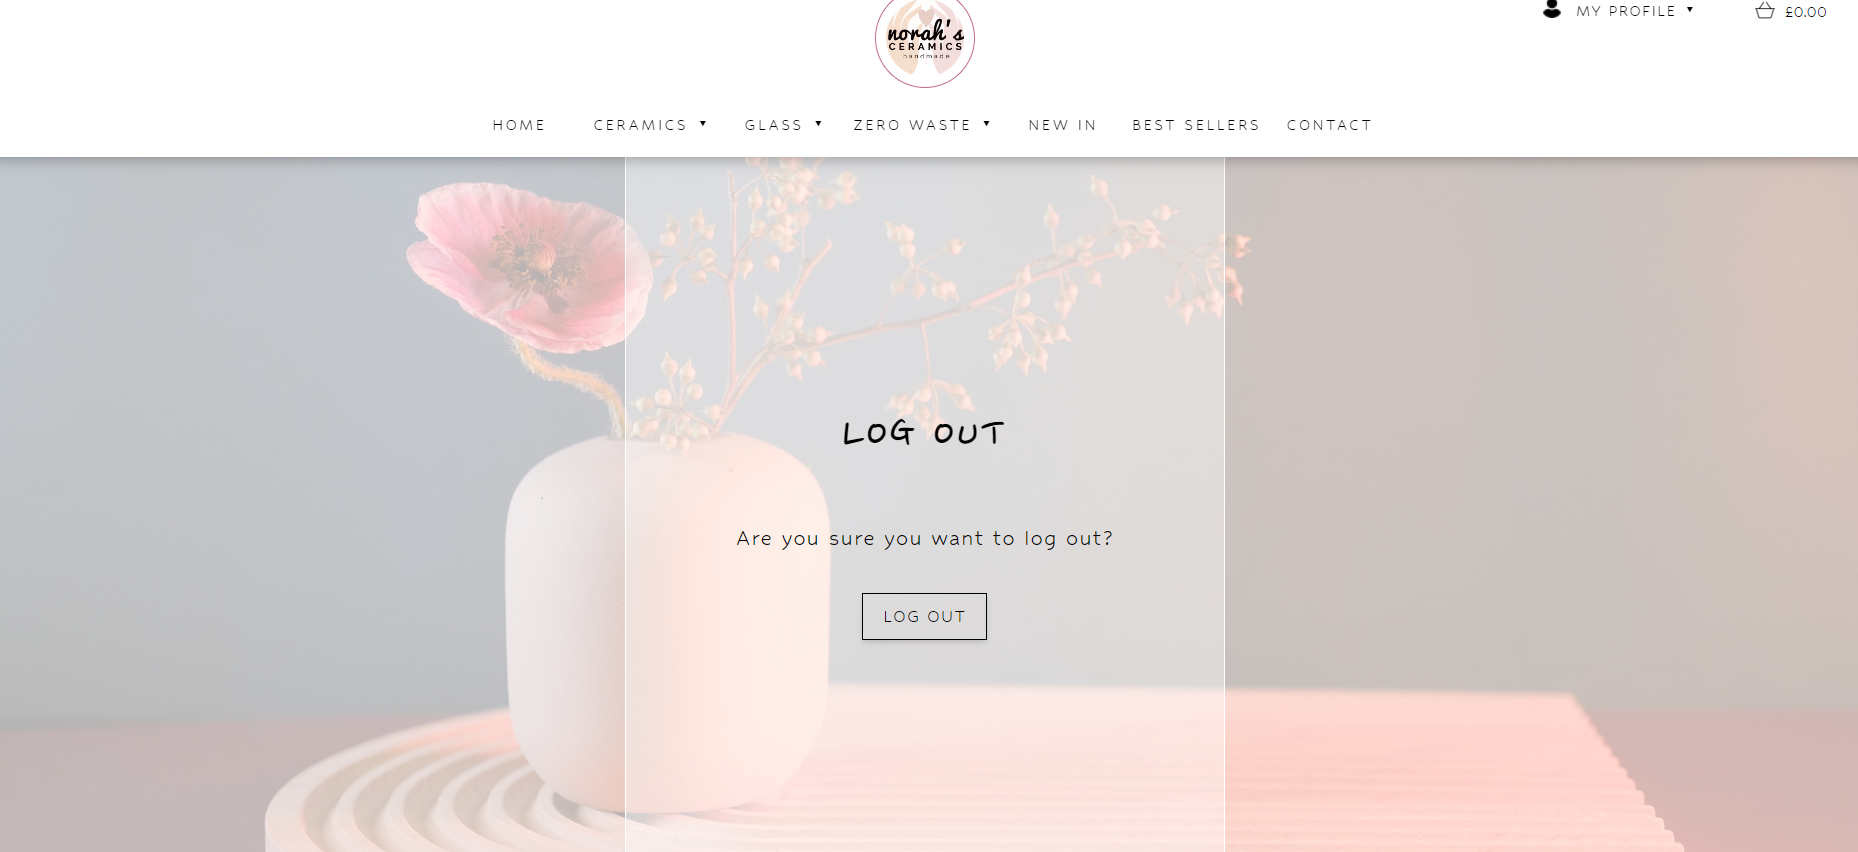 norah's
CERAMICS
handmade
MY PROFILE ▼
£0.00
HOME CERAMICS ▼ GLASS ▼ ZERO WASTE ▼ NEW IN BEST SELLERS CONTACT
LOG OUT
Are you sure you want to log out?
LOG OUT